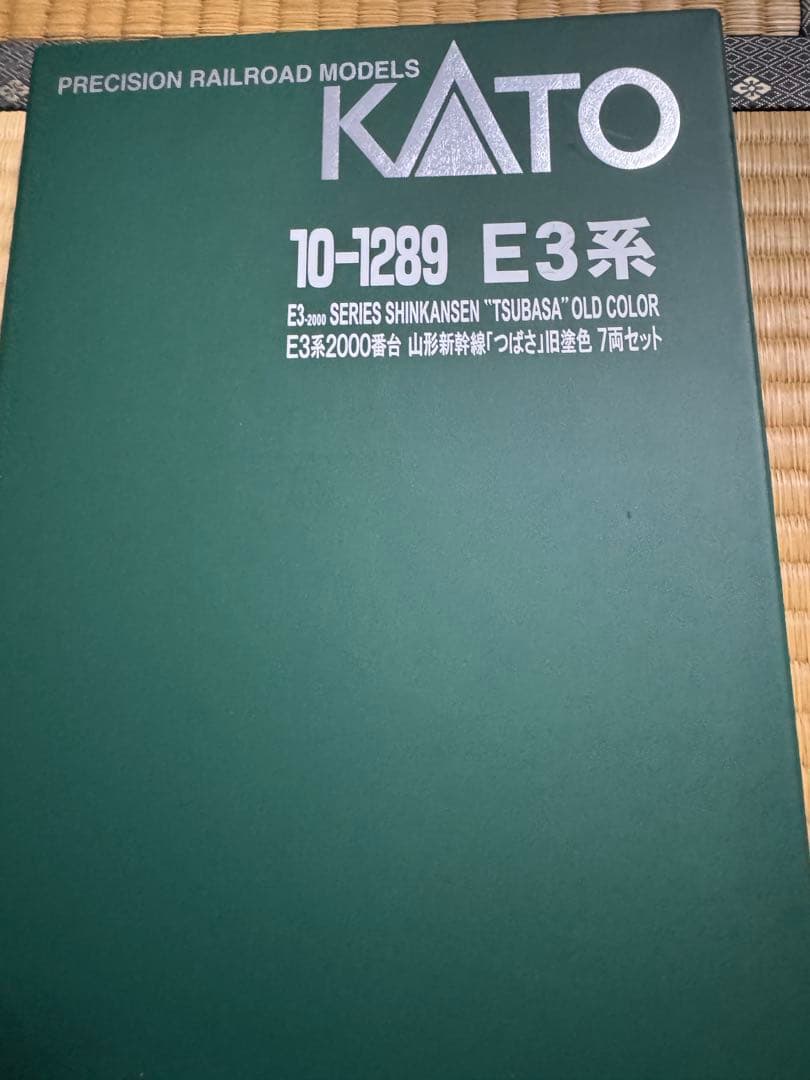 PRECISION RAILROAD MODELS
KATO
10-1289 E3系
E3-2000 SERIES SHINKANSEN "TSUBASA" OLD COLOR
E3系2000番台 山形新幹線「つばさ」旧塗色 7両セット